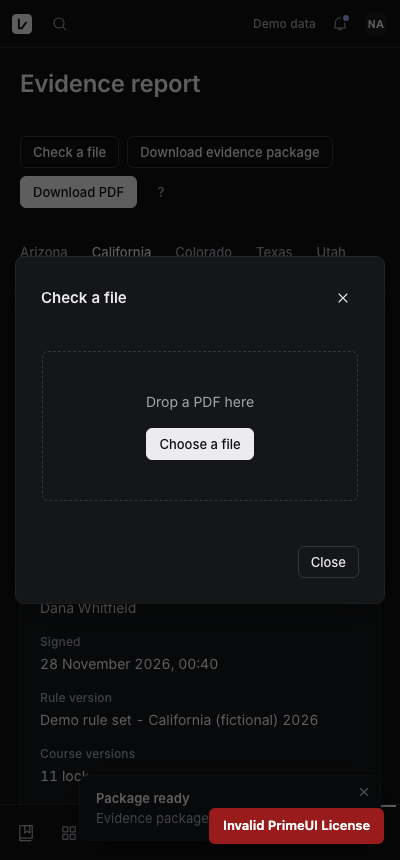 Demo data
NA
Evidence report
Check a file
Download evidence package
Download PDF
?
Arizona California Colorado Texas Utah
Check a file
Drop a PDF here
Choose a file
Close
Dana Whitfield
Signed
28 November 2026, 00:40
Rule version
Demo rule set - California (fictional) 2026
Course versions
11 lock
Package ready
Evidence package
Invalid PrimeUI License